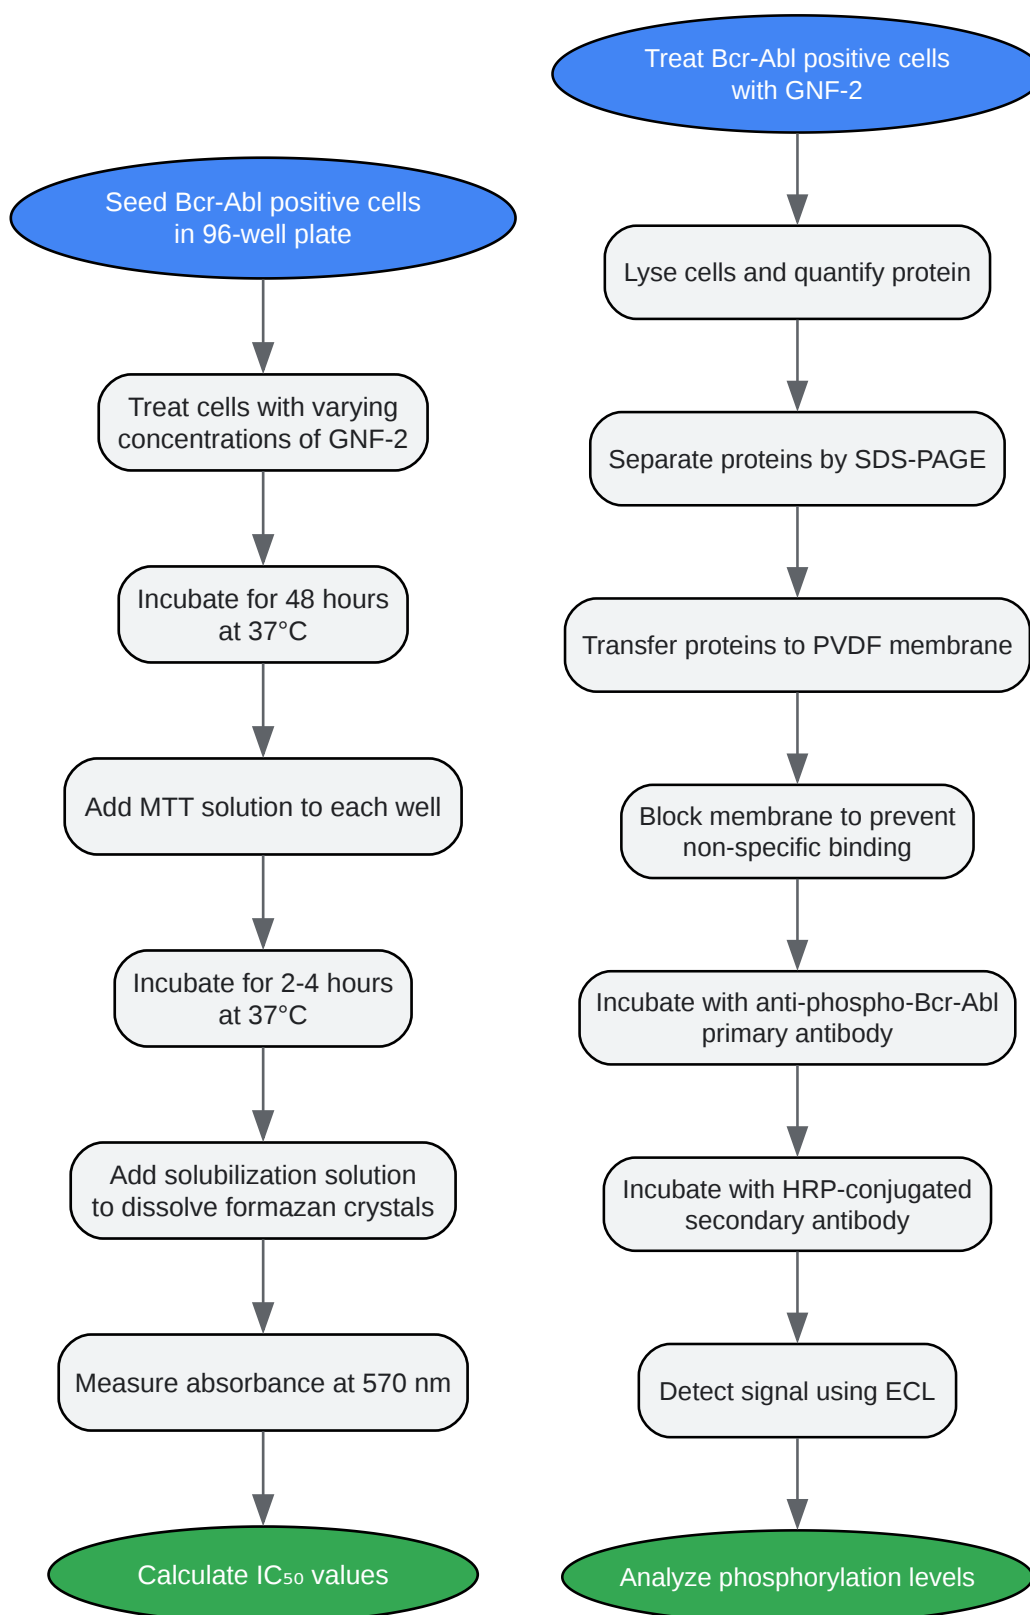 Seed Bcr-Abl positive cells
in 96-well plate
Treat cells with varying
concentrations of GNF-2
Incubate for 48 hours
at 37°C
Add MTT solution to each well
Incubate for 2-4 hours
at 37°C
Add solubilization solution
to dissolve formazan crystals
Measure absorbance at 570 nm
Calculate IC₅₀ values
Treat Bcr-Abl positive cells
with GNF-2
Lyse cells and quantify protein
Separate proteins by SDS-PAGE
Transfer proteins to PVDF membrane
Block membrane to prevent
non-specific binding
Incubate with anti-phospho-Bcr-Abl
primary antibody
Incubate with HRP-conjugated
secondary antibody
Detect signal using ECL
Analyze phosphorylation levels